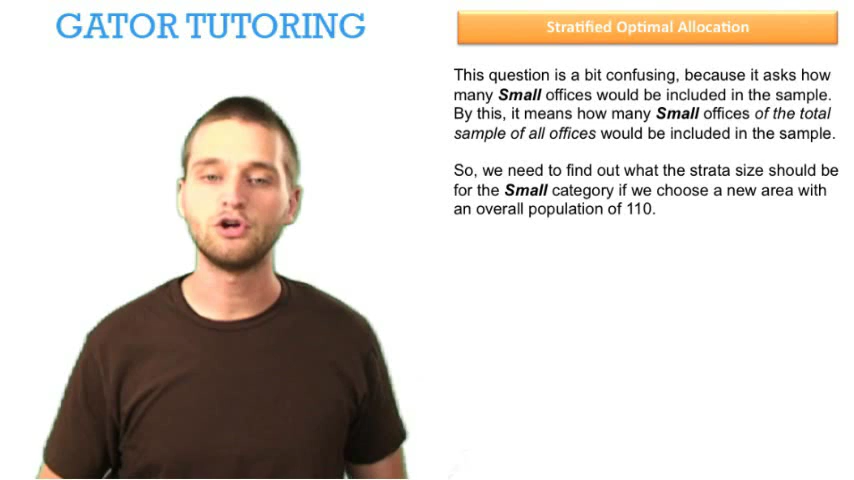 GATOR TUTORING
Stratified Optimal Allocation
This question is a bit confusing, because it asks how
many Small offices would be included in the sample.
By this, it means how many Small offices of the total
sample of all offices would be included in the sample.
So, we need to find out what the strata size should be
for the Small category if we choose a new area with
an overall population of 110.